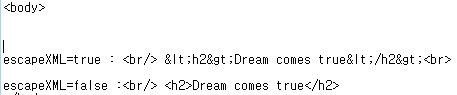 <body>
escapeXML=true : <br/> &lt;h2&gt;Dream comes true&lt;/h2&gt;<br>
escapeXML=false :<br/> <h2>Dream comes true</h2>